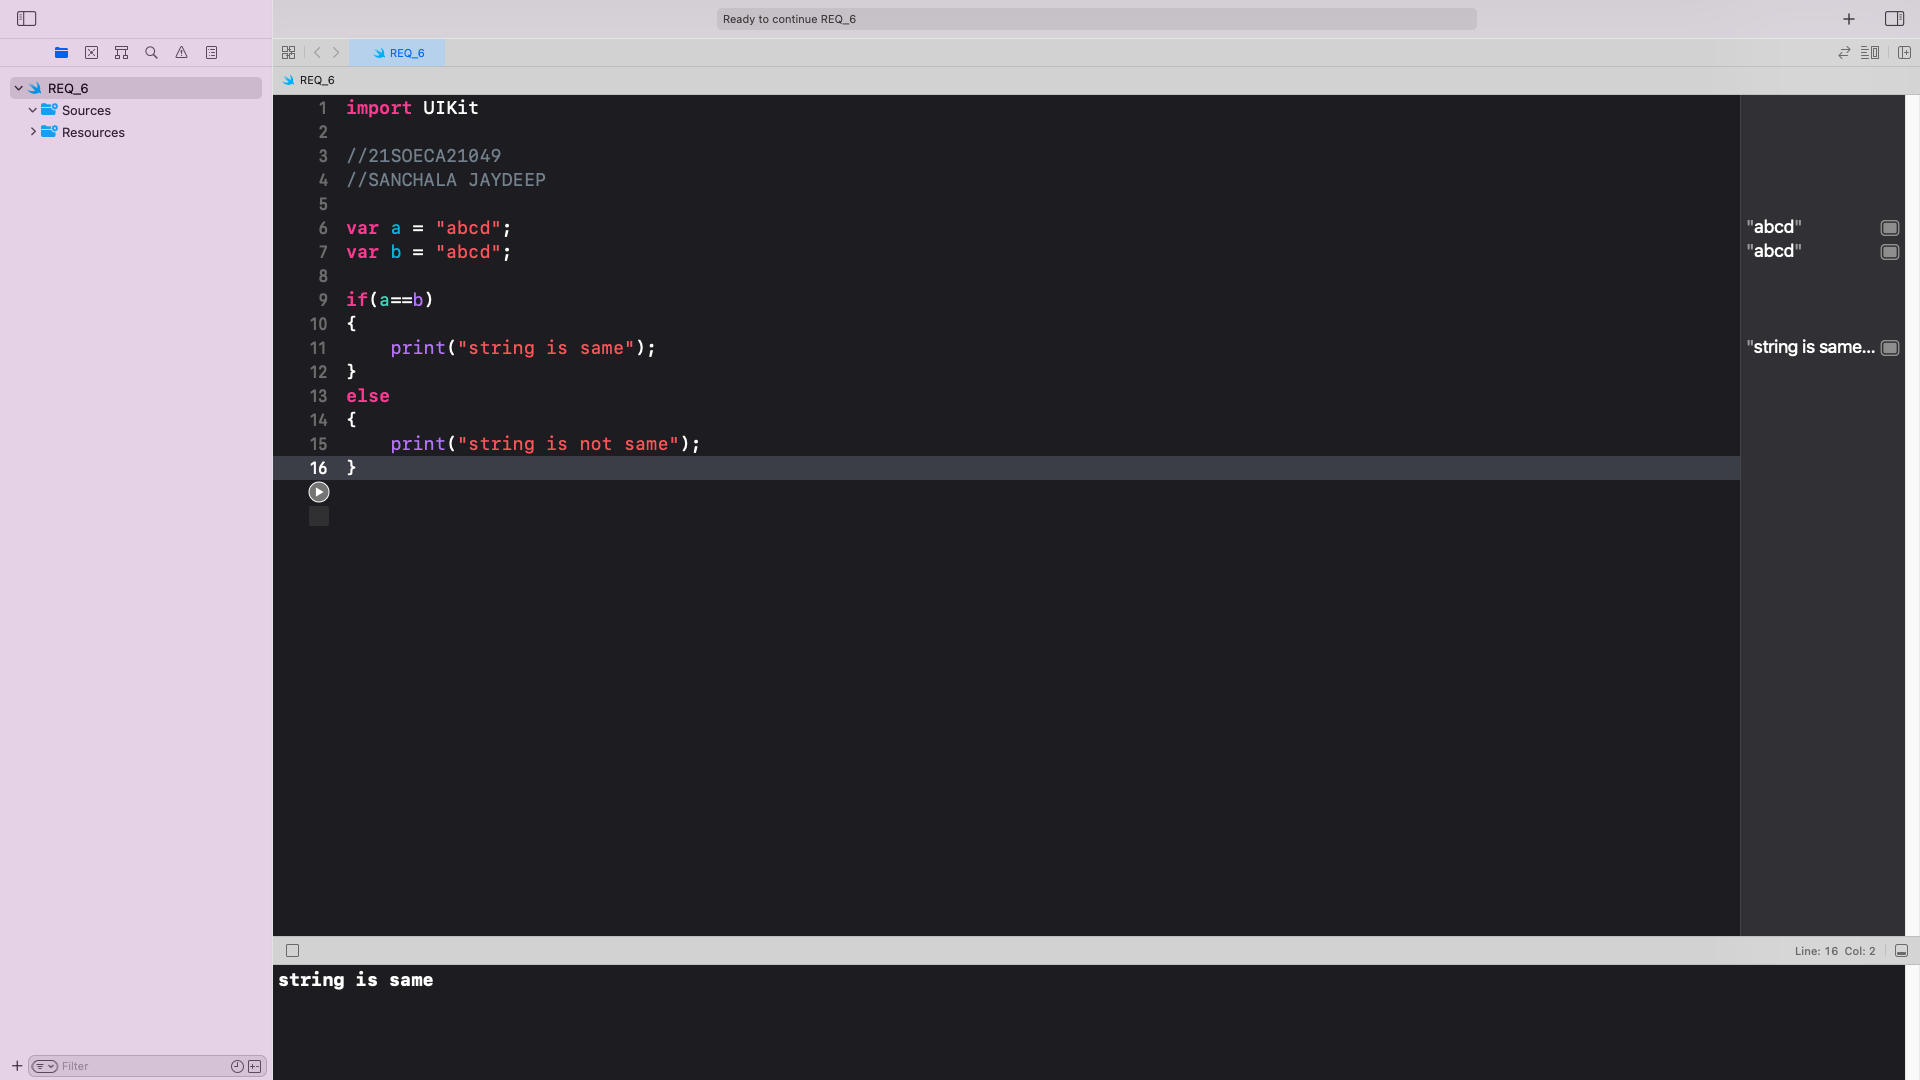 Ready to continue REQ_6
REQ_6
REQ_6
REQ_6
Sources
Resources
1 import UIKit
2
3 //21SOECA21049
4 //SANCHALA JAYDEEP
5
6 var a = "abcd";
"abcd"
7 var b = "abcd";
"abcd"
8
9 if(a==b)
10 {
11 print("string is same");
"string is same...
12 }
13 else
14 {
15 print("string is not same");
16 }
Line: 16 Col: 2
string is same
Filter